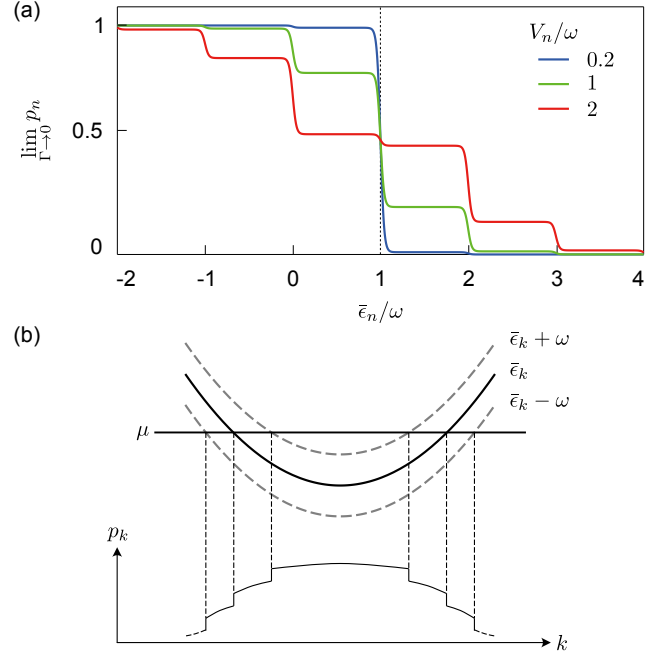 (a)
1
0.5
0
lim p_n
Γ→0
V_n/ω
0.2
1
2
-2 -1 0 1 2 3 4
ε̄_n/ω
(b)
ε̄_k + ω
ε̄_k
ε̄_k − ω
μ
p_k
k